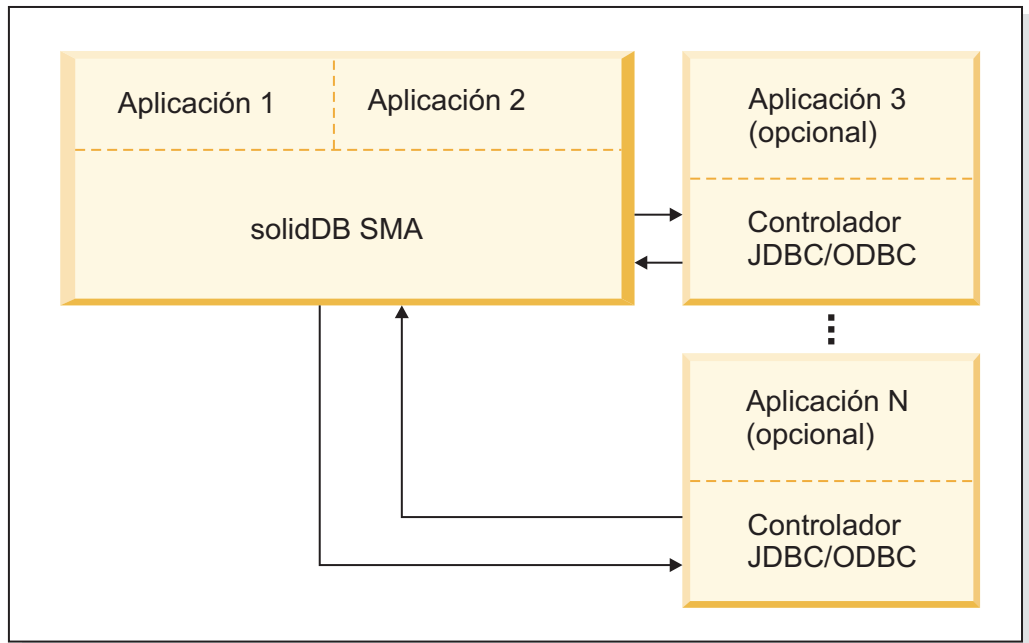 Aplicación 1
Aplicación 2
solidDB SMA
Aplicación 3
(opcional)
Controlador
JDBC/ODBC
Aplicación N
(opcional)
Controlador
JDBC/ODBC